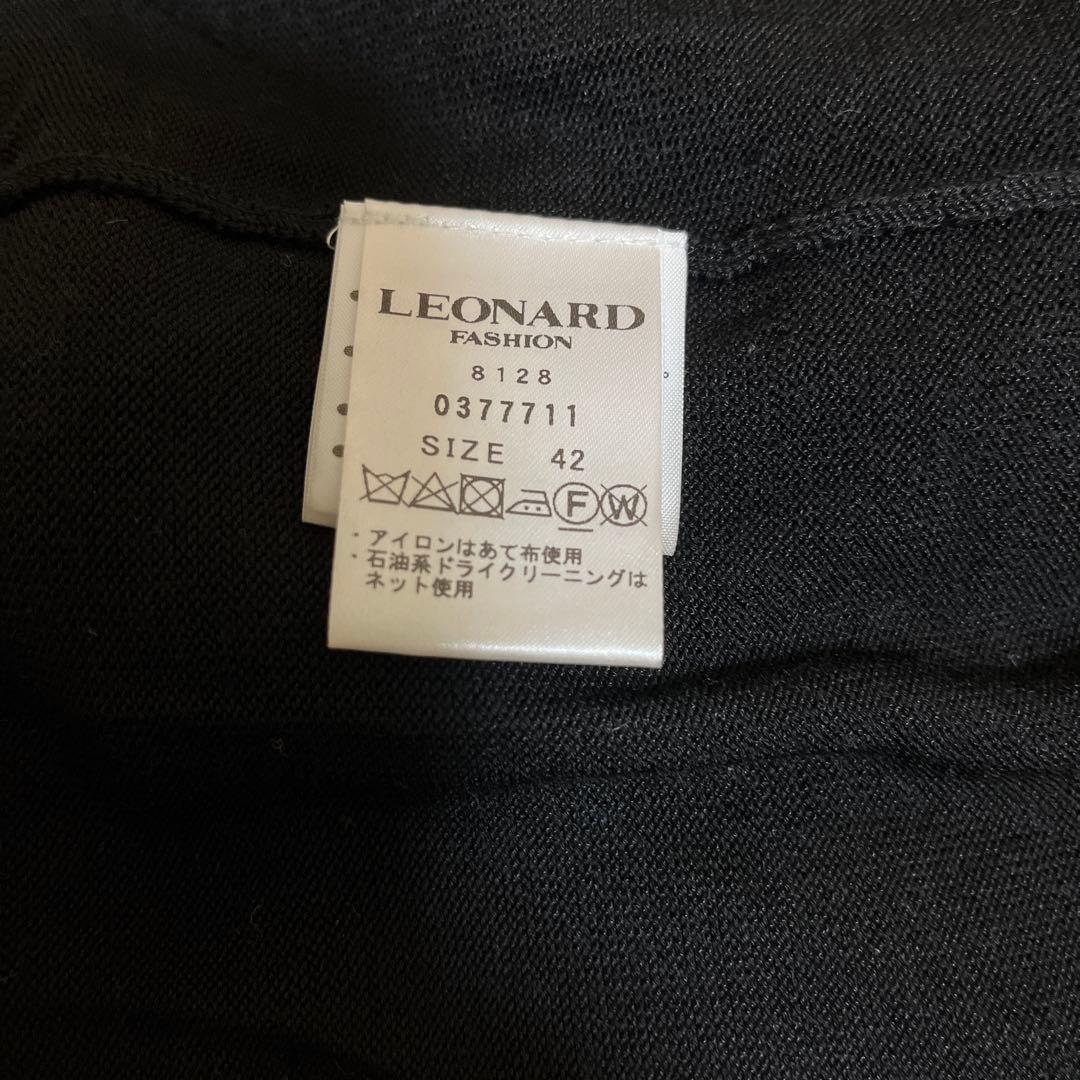 LEONARD
FASHION
8128
0377711
SIZE 42
F W
・アイロンはあて布使用
・石油系ドライクリーニングは
ネット使用